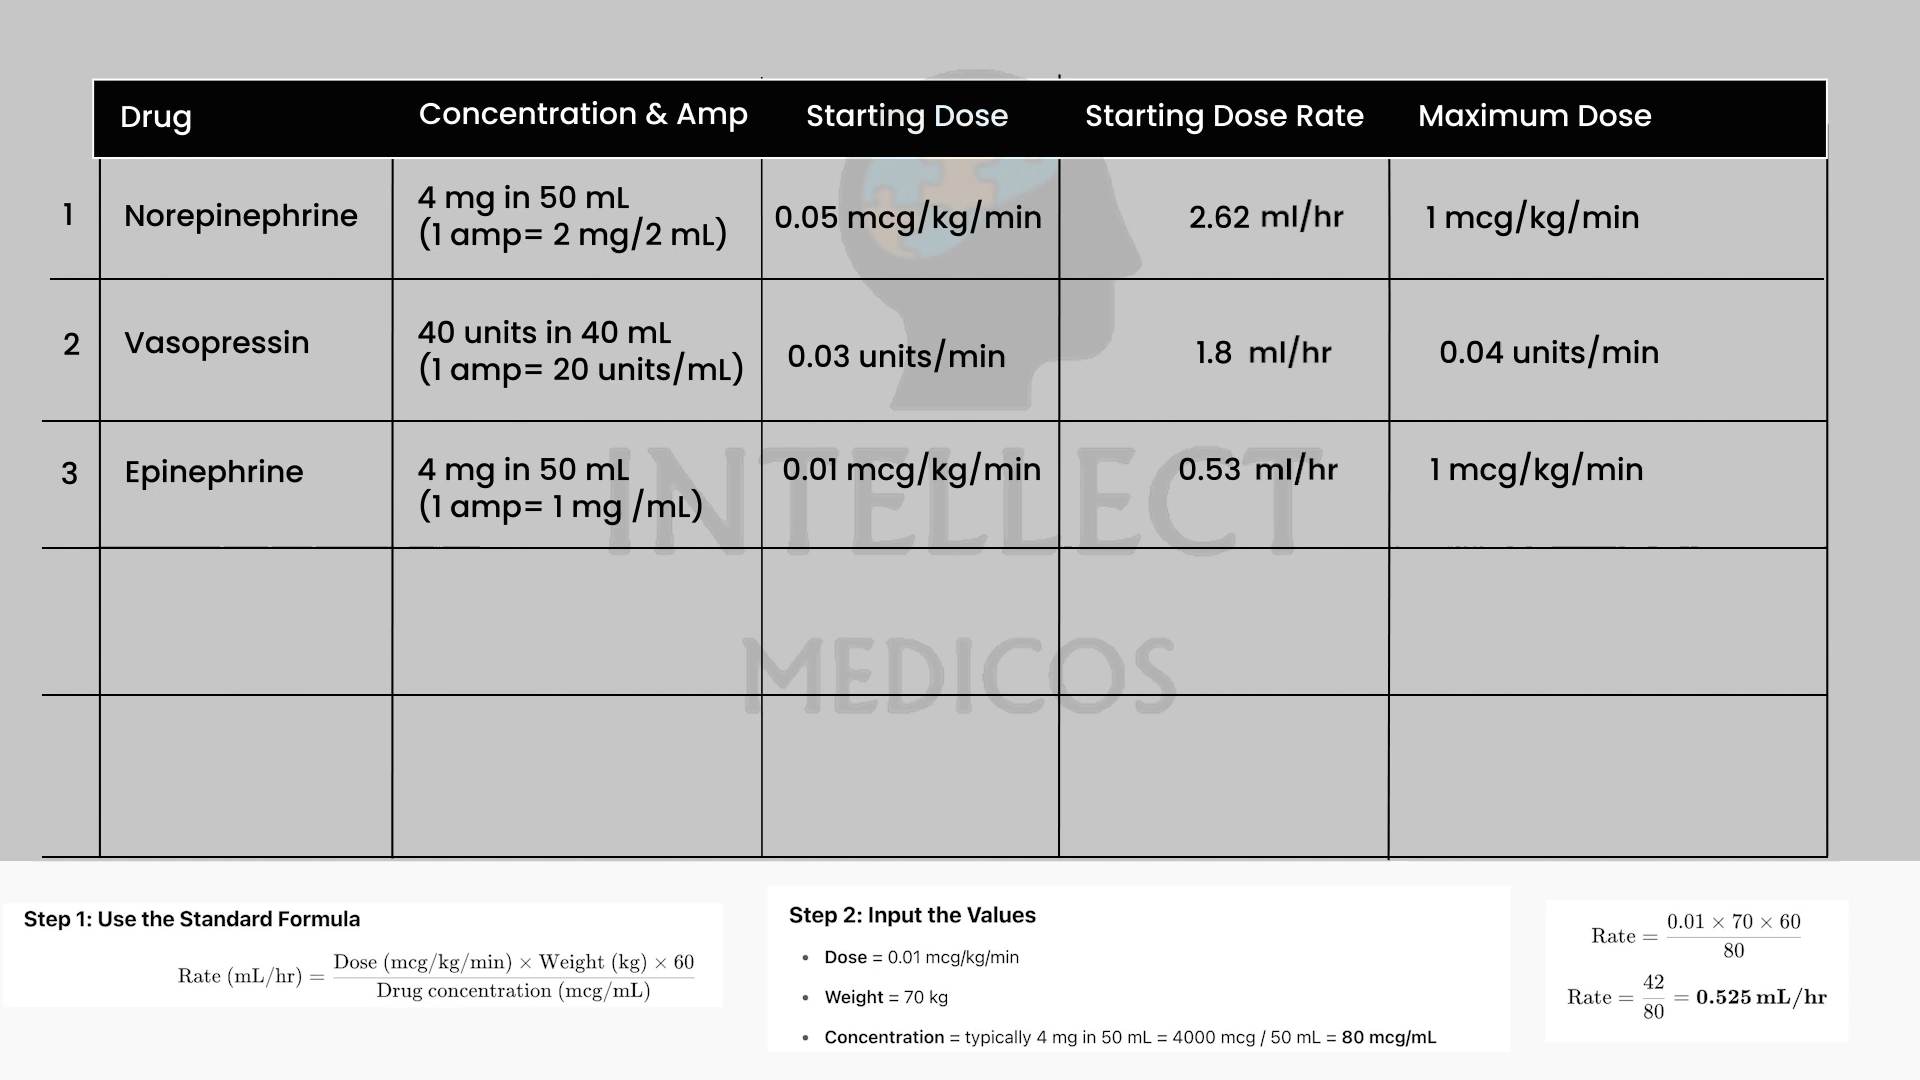 Drug Concentration & Amp Starting Dose Starting Dose Rate Maximum Dose
1 Norepinephrine 4 mg in 50 mL 0.05 mcg/kg/min 2.62 ml/hr 1 mcg/kg/min
(1 amp= 2 mg/2 mL)
2 Vasopressin 40 units in 40 mL 0.03 units/min 1.8 ml/hr 0.04 units/min
(1 amp= 20 units/mL)
3 Epinephrine 4 mg in 50 mL 0.01 mcg/kg/min 0.53 ml/hr 1 mcg/kg/min
(1 amp= 1 mg /mL)
INTELLECT
MEDICOS
Step 1: Use the Standard Formula
Rate (mL/hr) = Dose (mcg/kg/min) × Weight (kg) × 60
Drug concentration (mcg/mL)
Step 2: Input the Values
• Dose = 0.01 mcg/kg/min
• Weight = 70 kg
• Concentration = typically 4 mg in 50 mL = 4000 mcg / 50 mL = 80 mcg/mL
Rate = 0.01 × 70 × 60
80
Rate = 42
80 = 0.525 mL/hr